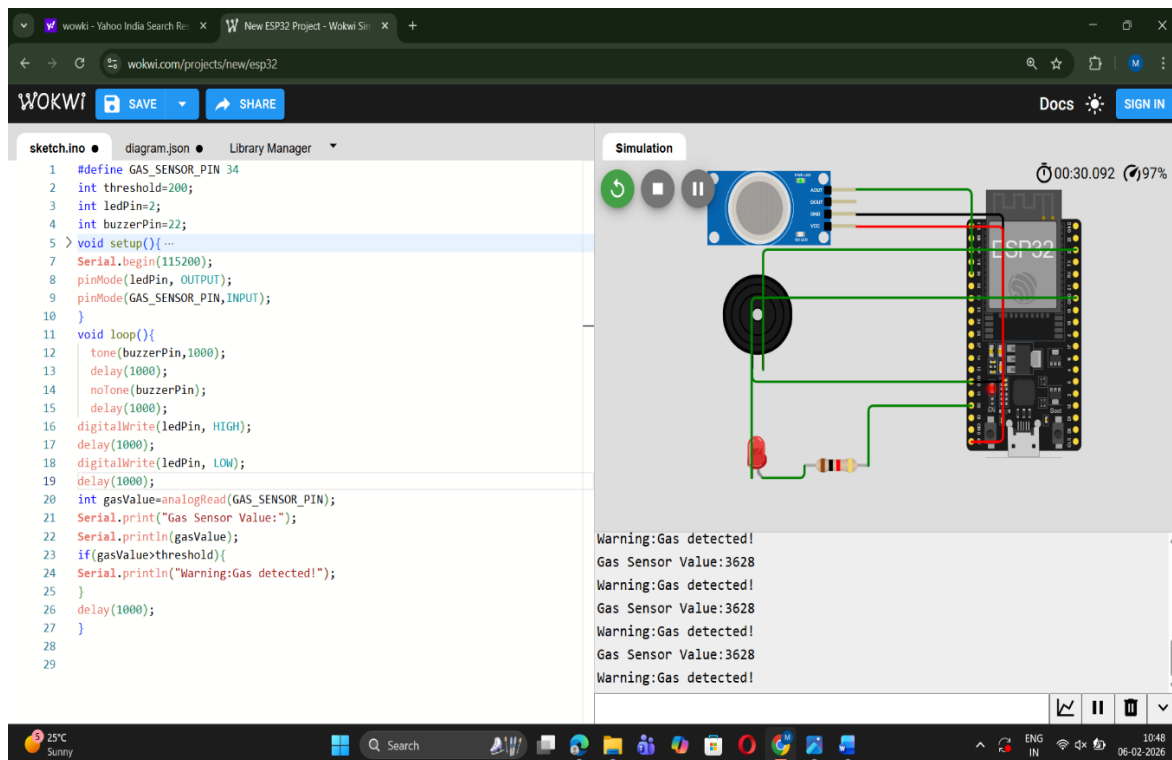 wowki - Yahoo India Search Re
New ESP32 Project - Wokwi Sim
wokwi.com/projects/new/esp32
M
WOKWI
SAVE
SHARE
Docs
SIGN IN
sketch.ino ●
diagram.json ●
Library Manager
1 #define GAS_SENSOR_PIN 34
2 int threshold=200;
3 int ledPin=2;
4 int buzzerPin=22;
5 void setup(){ ...
7 Serial.begin(115200);
8 pinMode(ledPin, OUTPUT);
9 pinMode(GAS_SENSOR_PIN,INPUT);
10 }
11 void loop(){
12 tone(buzzerPin,1000);
13 delay(1000);
14 noTone(buzzerPin);
15 delay(1000);
16 digitalWrite(ledPin, HIGH);
17 delay(1000);
18 digitalWrite(ledPin, LOW);
19 delay(1000);
20 int gasValue=analogRead(GAS_SENSOR_PIN);
21 Serial.print("Gas Sensor Value:");
22 Serial.println(gasValue);
23 if(gasValue>threshold){
24 Serial.println("Warning:Gas detected!");
25 }
26 delay(1000);
27 }
28
29
Simulation
00:30.092 97%
PWR LED
AOUT
DOUT
GND
VCC
ESP32
EN
Boot
Warning:Gas detected!
Gas Sensor Value:3628
Warning:Gas detected!
Gas Sensor Value:3628
Warning:Gas detected!
Gas Sensor Value:3628
Warning:Gas detected!
5
25°C
Sunny
Search
ENG
IN
10:48
06-02-2026